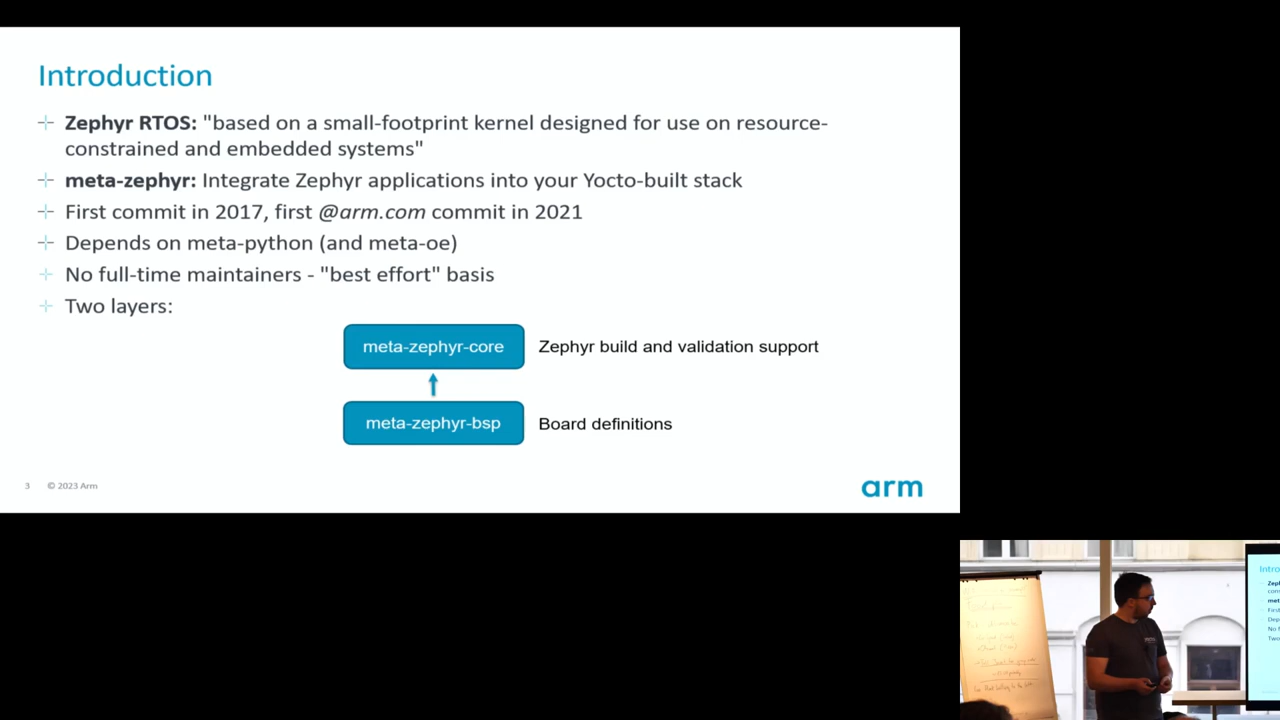 Introduction
Zephyr RTOS: "based on a small-footprint kernel designed for use on resource-
constrained and embedded systems"
meta-zephyr: Integrate Zephyr applications into your Yocto-built stack
First commit in 2017, first @arm.com commit in 2021
Depends on meta-python (and meta-oe)
No full-time maintainers - "best effort" basis
Two layers:
meta-zephyr-core Zephyr build and validation support
meta-zephyr-bsp Board definitions
3 © 2023 Arm
arm